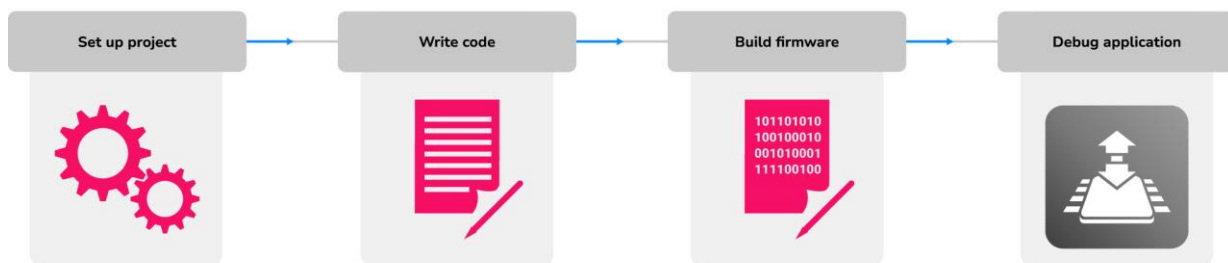 Set up project
Write code
Build firmware
Debug application
101101010
100100010
001010001
111100100